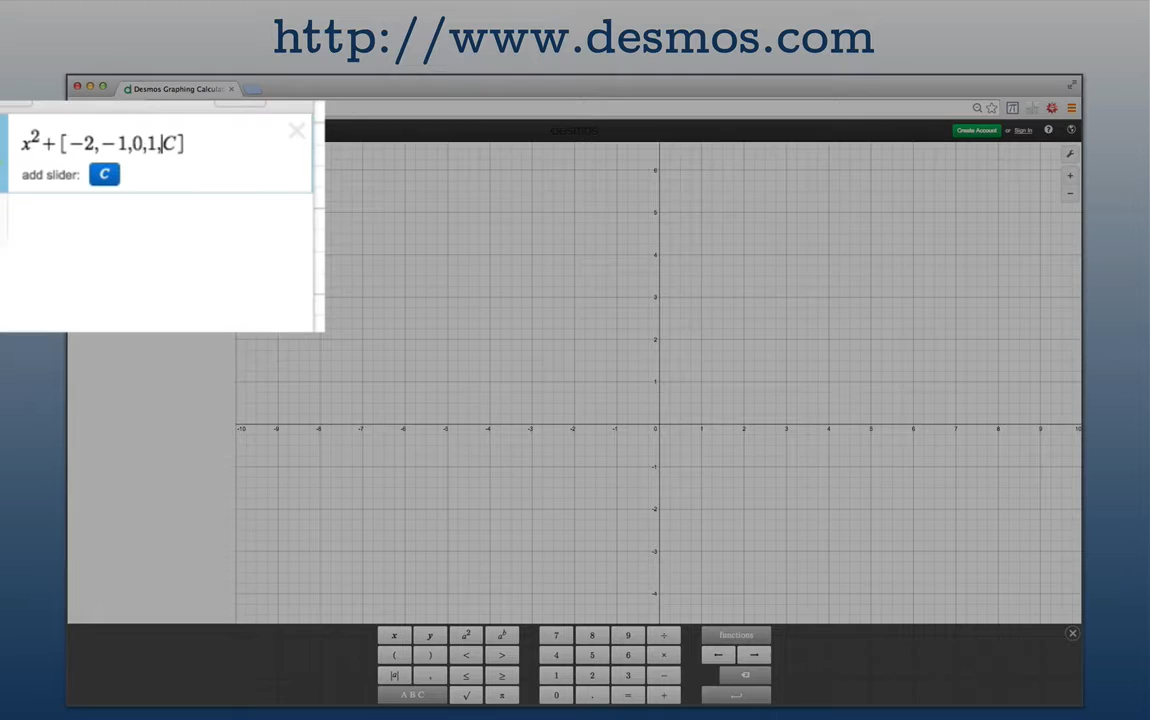 http://www.desmos.com
Desmos Graphing Calculat
x²+[−2,−1,0,1,C]
add slider: C
desmos
Create Account or Sign In
6
5
4
3
2
1
-10 -9 -8 -7 -6 -5 -4 -3 -2 -1 0 1 2 3 4 5 6 7 8 9 10
-1
-2
-3
-4
x y a² aᵇ 7 8 9 ÷ functions
( ) < > 4 5 6 × ← →
|a| , ≤ ≥ 1 2 3 −
A B C √ π 0 . = +